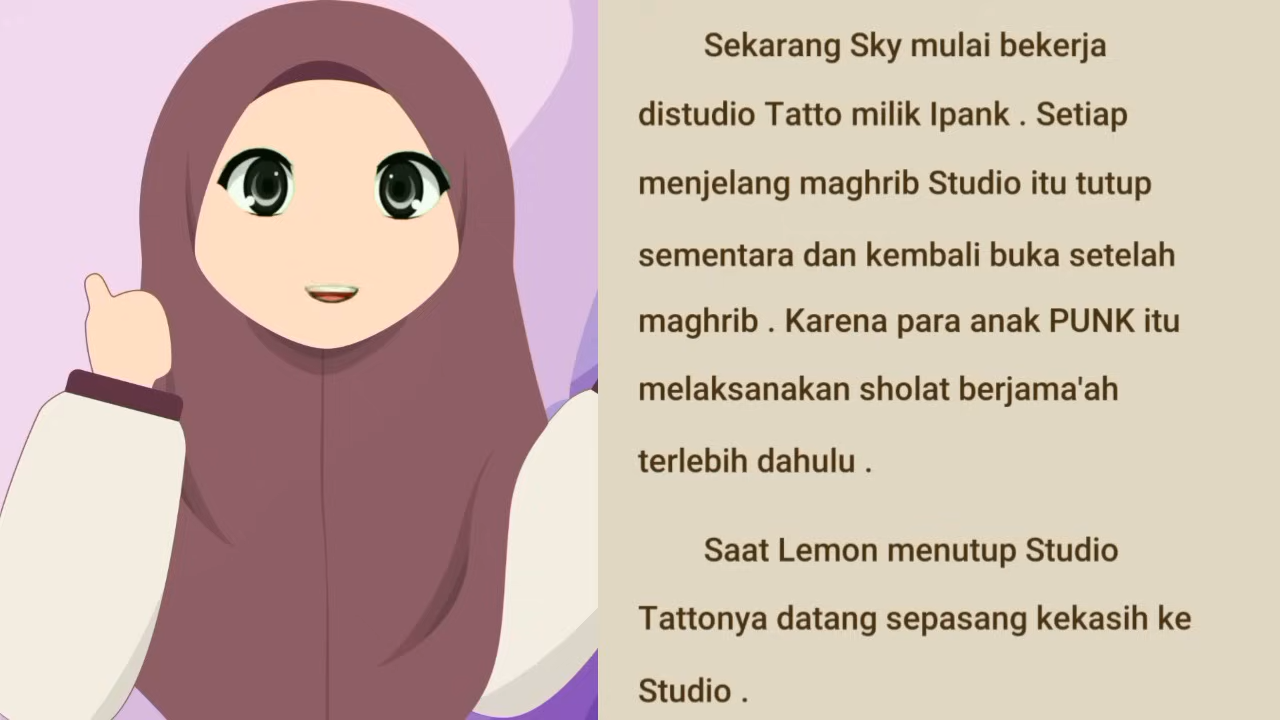 Sekarang Sky mulai bekerja
distudio Tatto milik Ipank . Setiap
menjelang maghrib Studio itu tutup
sementara dan kembali buka setelah
maghrib . Karena para anak PUNK itu
melaksanakan sholat berjama'ah
terlebih dahulu .
Saat Lemon menutup Studio
Tattonya datang sepasang kekasih ke
Studio .